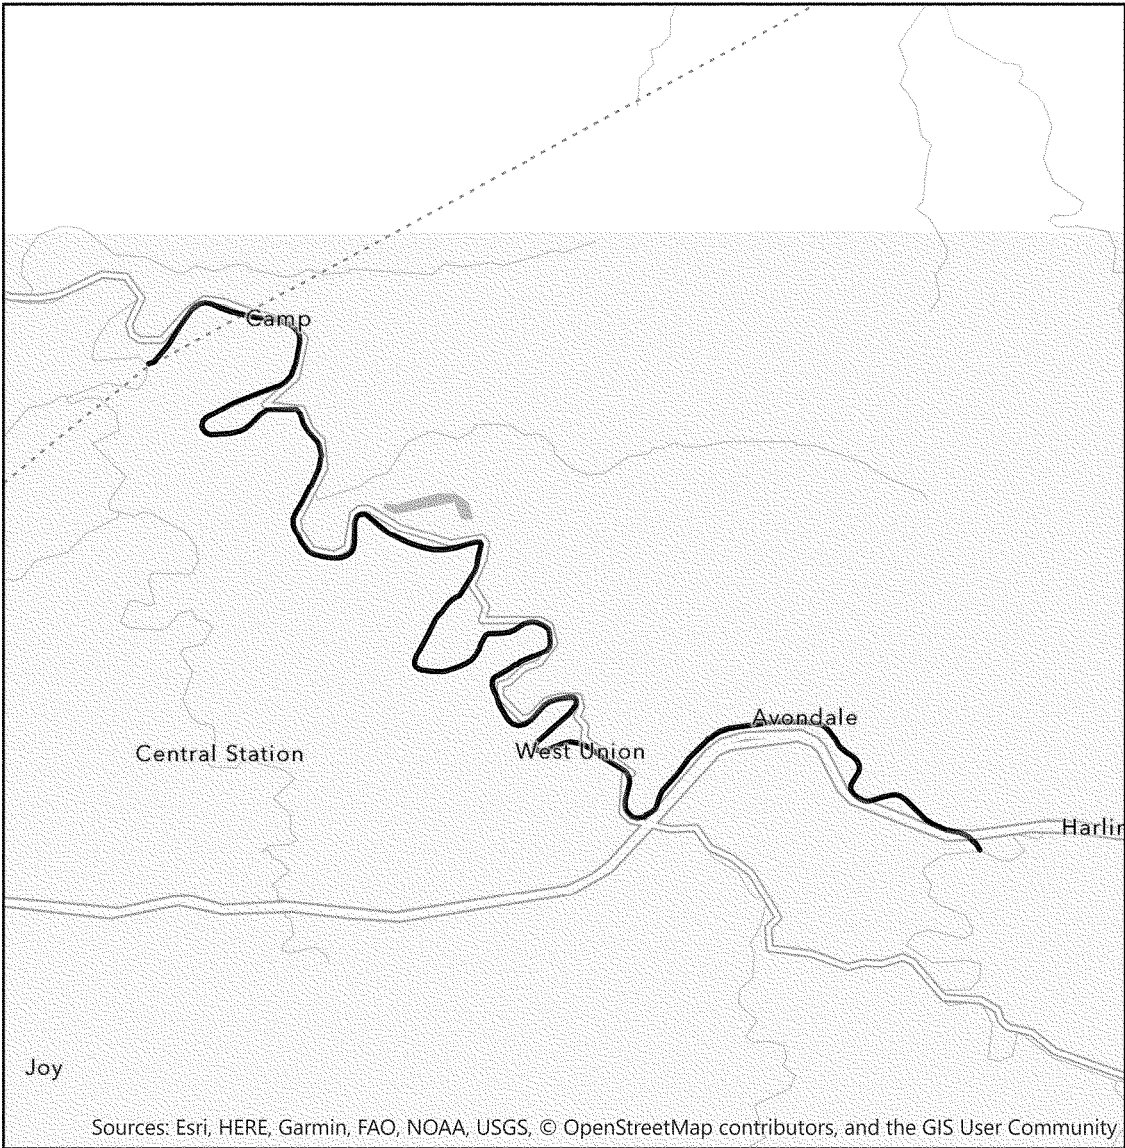 Camp
Avondale
West Union
Central Station
Harlin
Joy
Sources: Esri, HERE, Garmin, FAO, NOAA, USGS, © OpenStreetMap contributors, and the GIS User Community